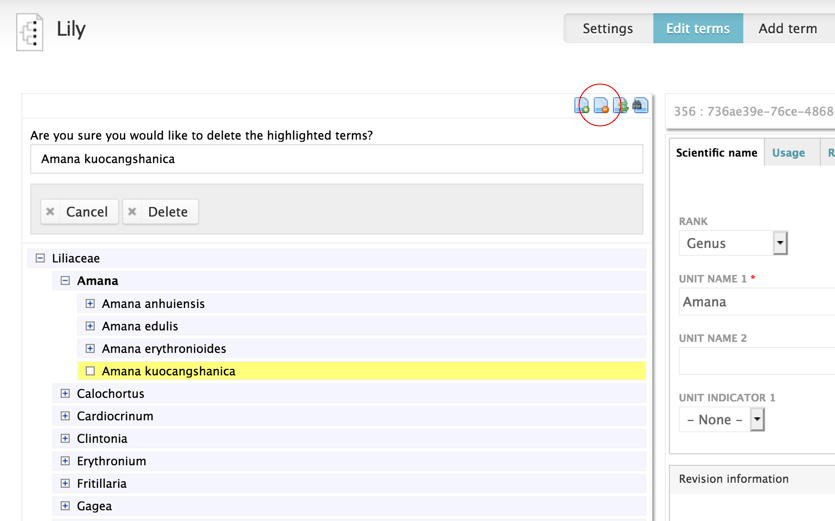 Lily
Settings Edit terms Add term
Are you sure you would like to delete the highlighted terms?
Amana kuocangshanica
Cancel Delete
Liliaceae
Amana
Amana anhuiensis
Amana edulis
Amana erythronioides
Amana kuocangshanica
Calochortus
Cardiocrinum
Clintonia
Erythronium
Fritillaria
Gagea
356 : 736ae39e-76ce-4868
Scientific name Usage R
RANK
Genus
UNIT NAME 1 *
Amana
UNIT NAME 2
UNIT INDICATOR 1
- None -
Revision information